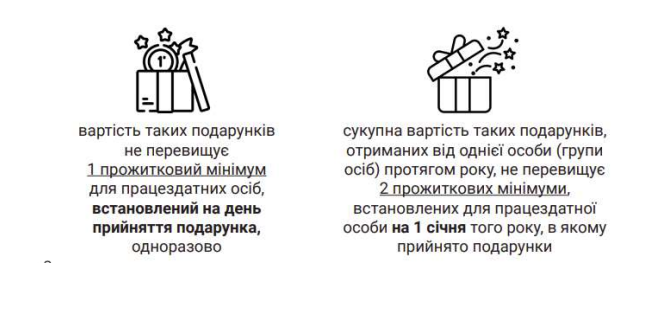 вартість таких подарунків
не перевищує
1 прожитковий мінімум
для працездатних осіб,
встановлений на день
прийняття подарунка,
одноразово
сукупна вартість таких подарунків,
отриманих від однієї особи (групи
осіб) протягом року, не перевищує
2 прожиткових мінімуми,
встановлених для працездатної
особи на 1 січня того року, в якому
прийнято подарунки